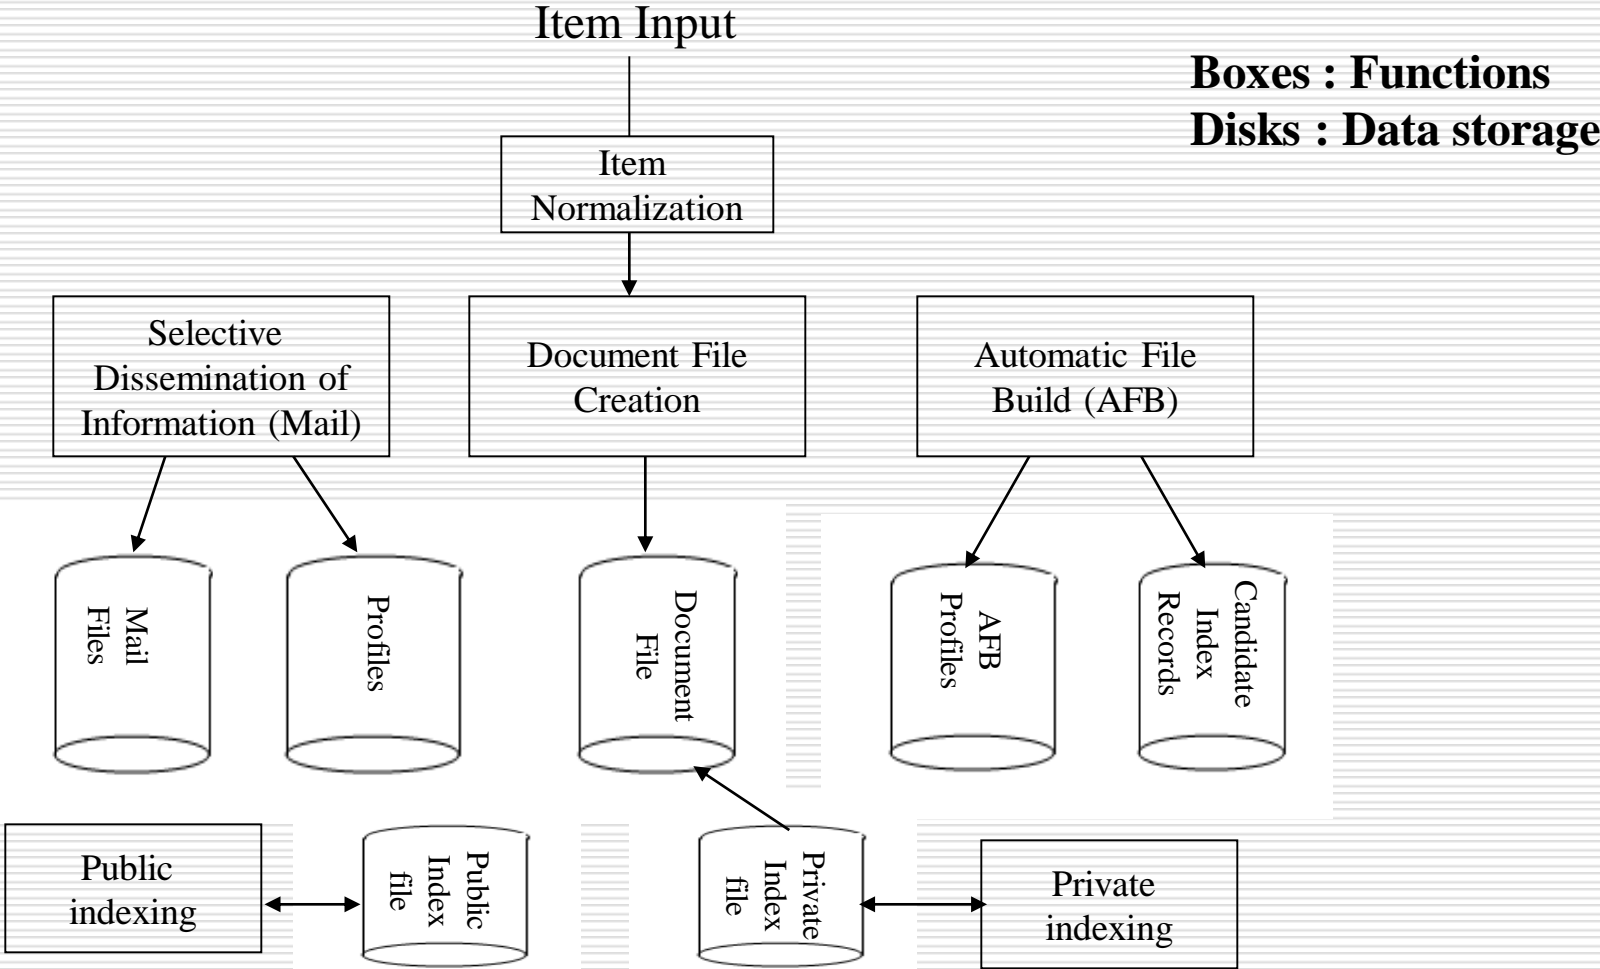 Item Input
Boxes : Functions
Disks : Data storage
Item
Normalization
Selective
Dissemination of
Information (Mail)
Document File
Creation
Automatic File
Build (AFB)
Mail
Files
Profiles
Document
File
AFB
Profiles
Candidate
Index
Records
Public
indexing
Public
Index
file
Private
Index
file
Private
indexing